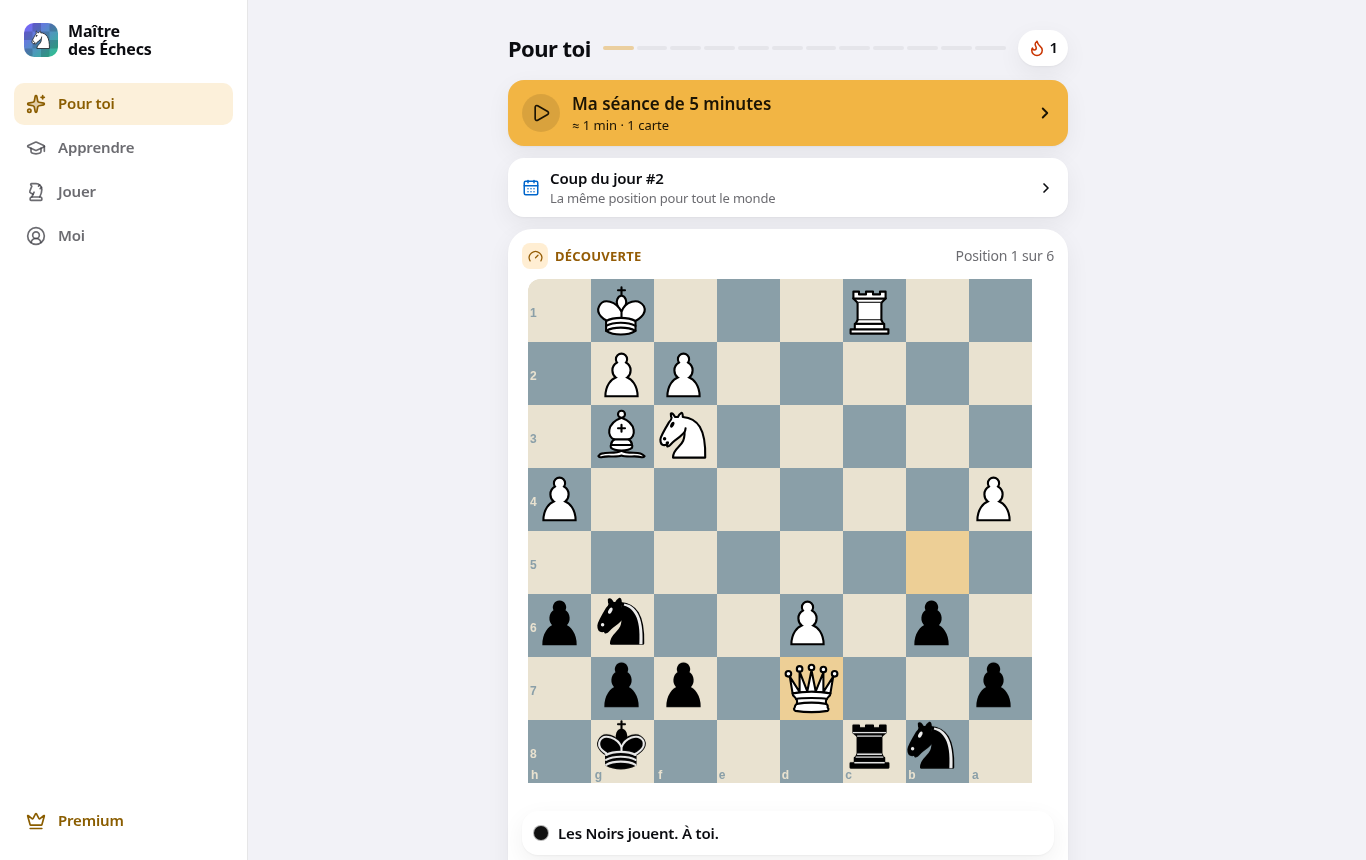 Maître
des Échecs
Pour toi
Apprendre
Jouer
Moi
Premium
Pour toi
1
Ma séance de 5 minutes
≈ 1 min · 1 carte
Coup du jour #2
La même position pour tout le monde
DÉCOUVERTE
Position 1 sur 6
1
2
3
4
5
6
7
8
h g f e d c b a
Les Noirs jouent. À toi.